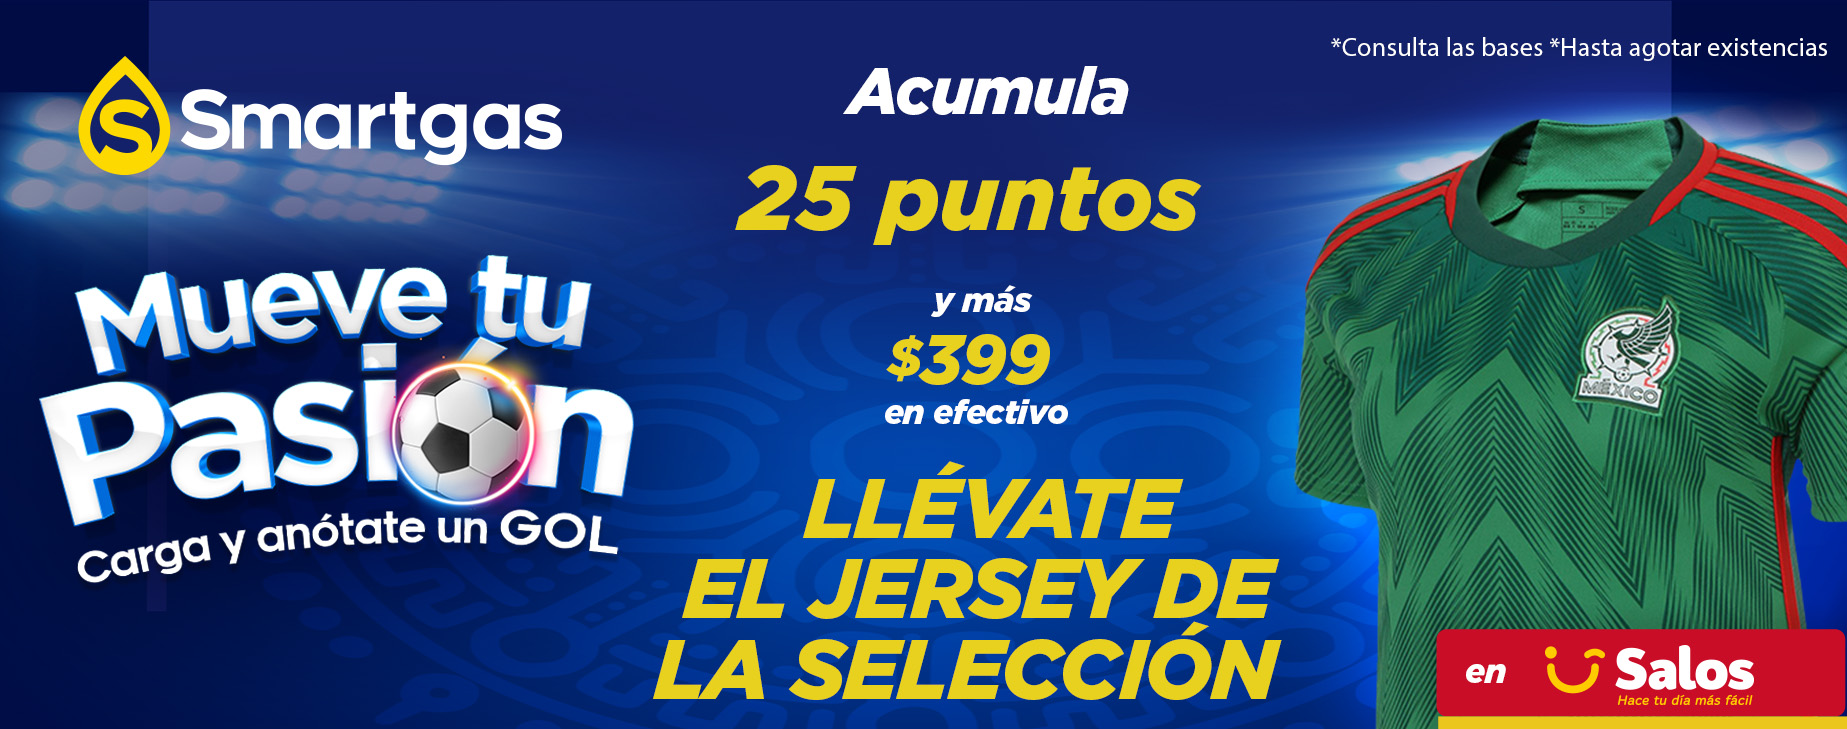 Smartgas
Mueve tu
Pasión
Carga y anótate un GOL
Acumula
25 puntos
y más
$399
en efectivo
LLÉVATE
EL JERSEY DE
LA SELECCIÓN
*Consulta las bases *Hasta agotar existencias
S
MÉXICO
en
Salos
Hace tu día más fácil